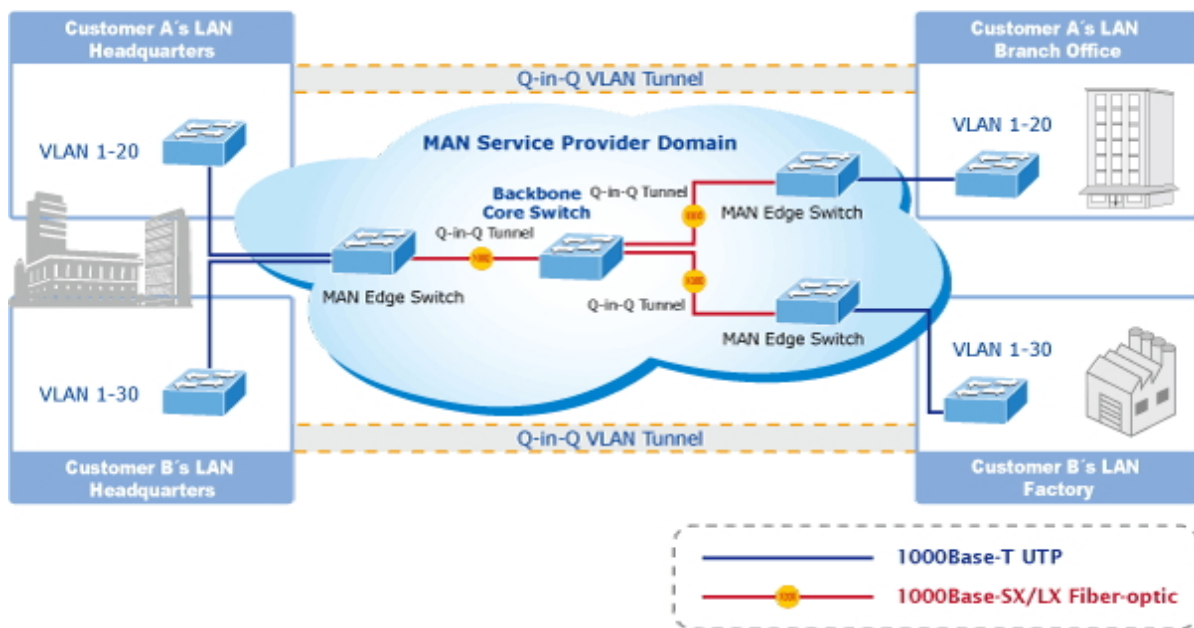 Customer A´s LAN
Headquarters
Customer A´s LAN
Branch Office
Q-in-Q VLAN Tunnel
VLAN 1-20
MAN Service Provider Domain
VLAN 1-20
Q-in-Q Tunnel
Backbone
Core Switch
MAN Edge Switch
Q-in-Q Tunnel
MAN Edge Switch
Q-in-Q Tunnel
MAN Edge Switch
VLAN 1-30
VLAN 1-30
Q-in-Q VLAN Tunnel
Customer B´s LAN
Headquarters
Customer B´s LAN
Factory
1000Base-T UTP
1000Base-SX/LX Fiber-optic